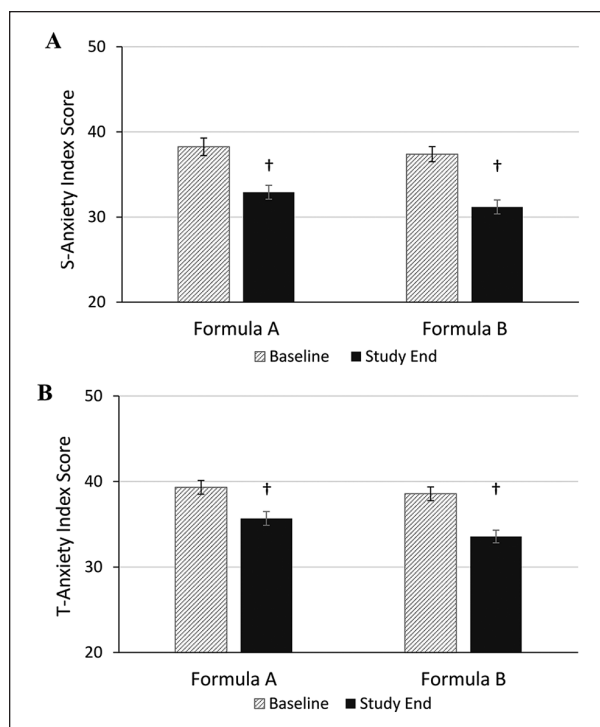 A
50
40
30
20
S-Anxiety Index Score
† †
Formula A Formula B
Baseline Study End
B
50
40
30
20
T-Anxiety Index Score
† †
Formula A Formula B
Baseline Study End